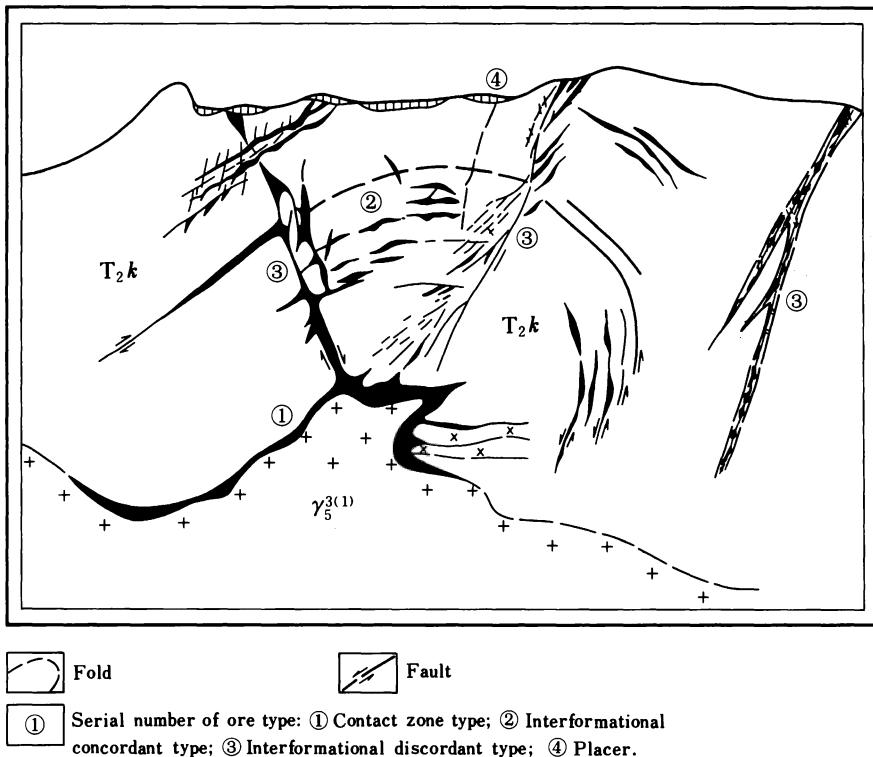 ④
②
③
③
T₂k
③
T₂k
①
γ₅³⁽¹⁾
Fold
Fault
① Serial number of ore type: ① Contact zone type; ② Interformational
concordant type; ③ Interformational discordant type; ④ Placer.